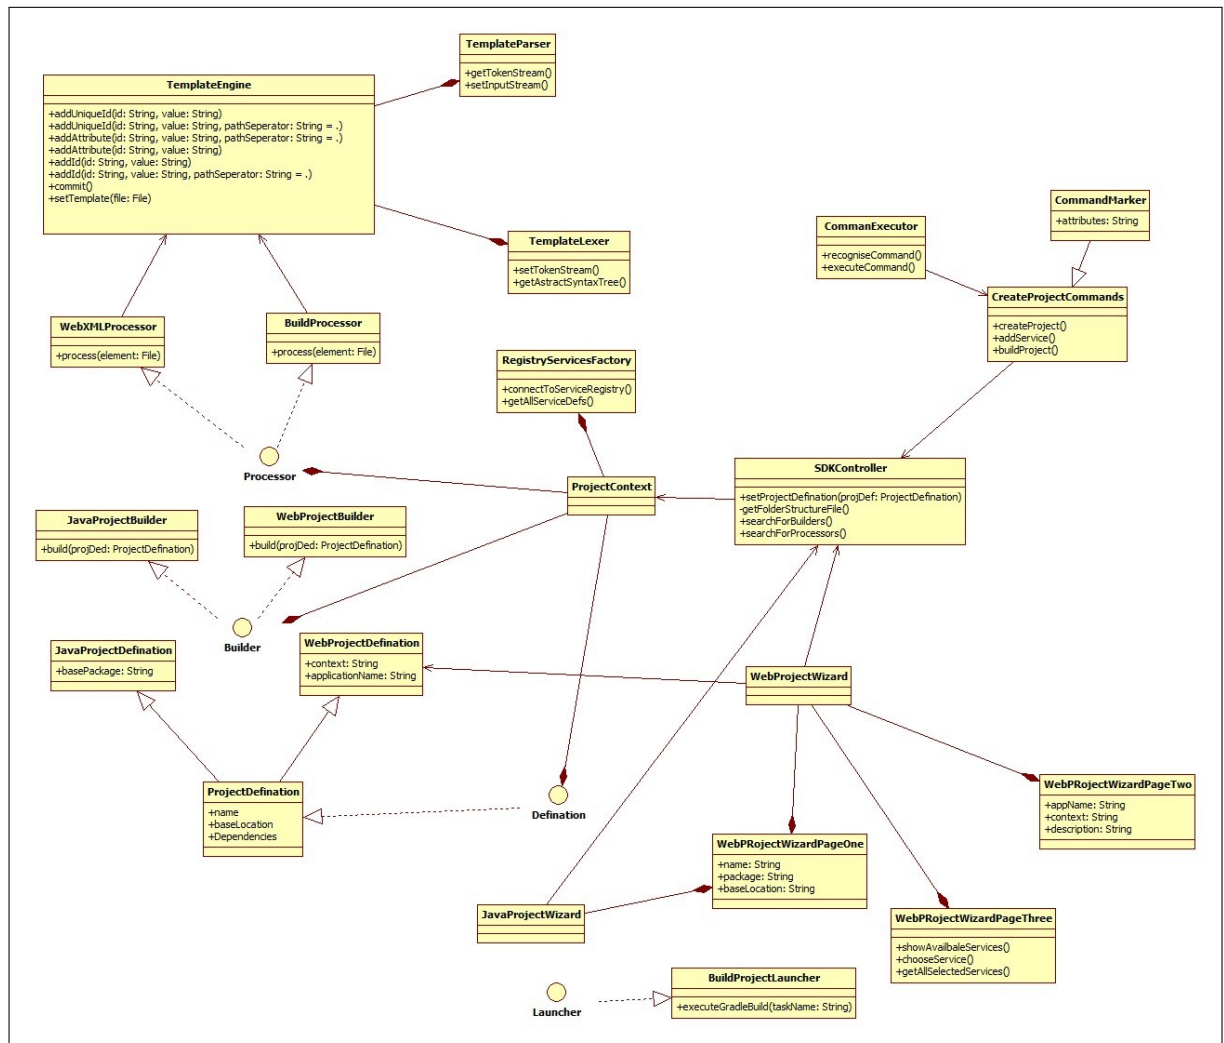 TemplateParser
+getTokenStream()
+setInputStream()
TemplateEngine
+addUniqueId(id: String, value: String)
+addUniqueId(id: String, value: String, pathSeperator: String = .)
+addAttribute(id: String, value: String, pathSeperator: String = .)
+addAttribute(id: String, value: String)
+addId(id: String, value: String)
+addId(id: String, value: String, pathSeperator: String = .)
+commit()
+setTemplate(file: File)
TemplateLexer
+setTokenStream()
+getAstractSyntaxTree()
CommandMarker
+attributes: String
CommanExecutor
+recogniseCommand()
+executeCommand()
CreateProjectCommands
+createProject()
+addService()
+buildProject()
WebXMLProcessor
+process(element: File)
BuildProcessor
+process(element: File)
RegistryServicesFactory
+connectToServiceRegistry()
+getAllServiceDefs()
Processor
ProjectContext
SDKController
+setProjectDefination(projDef: ProjectDefination)
-getFolderStructureFile()
+searchForBuilders()
+searchForProcessors()
JavaProjectBuilder
+build(projDed: ProjectDefination)
WebProjectBuilder
+build(projDed: ProjectDefination)
Builder
JavaProjectDefination
+basePackage: String
WebProjectDefination
+context: String
+applicationName: String
WebProjectWizard
ProjectDefination
+name
+baseLocation
+Dependencies
Defination
WebPRojectWizardPageTwo
+appName: String
+context: String
+description: String
WebPRojectWizardPageOne
+name: String
+package: String
+baseLocation: String
JavaProjectWizard
WebPRojectWizardPageThree
+showAvailbaleServices()
+chooseService()
+getAllSelectedServices()
Launcher
BuildProjectLauncher
+executeGradleBuild(taskName: String)